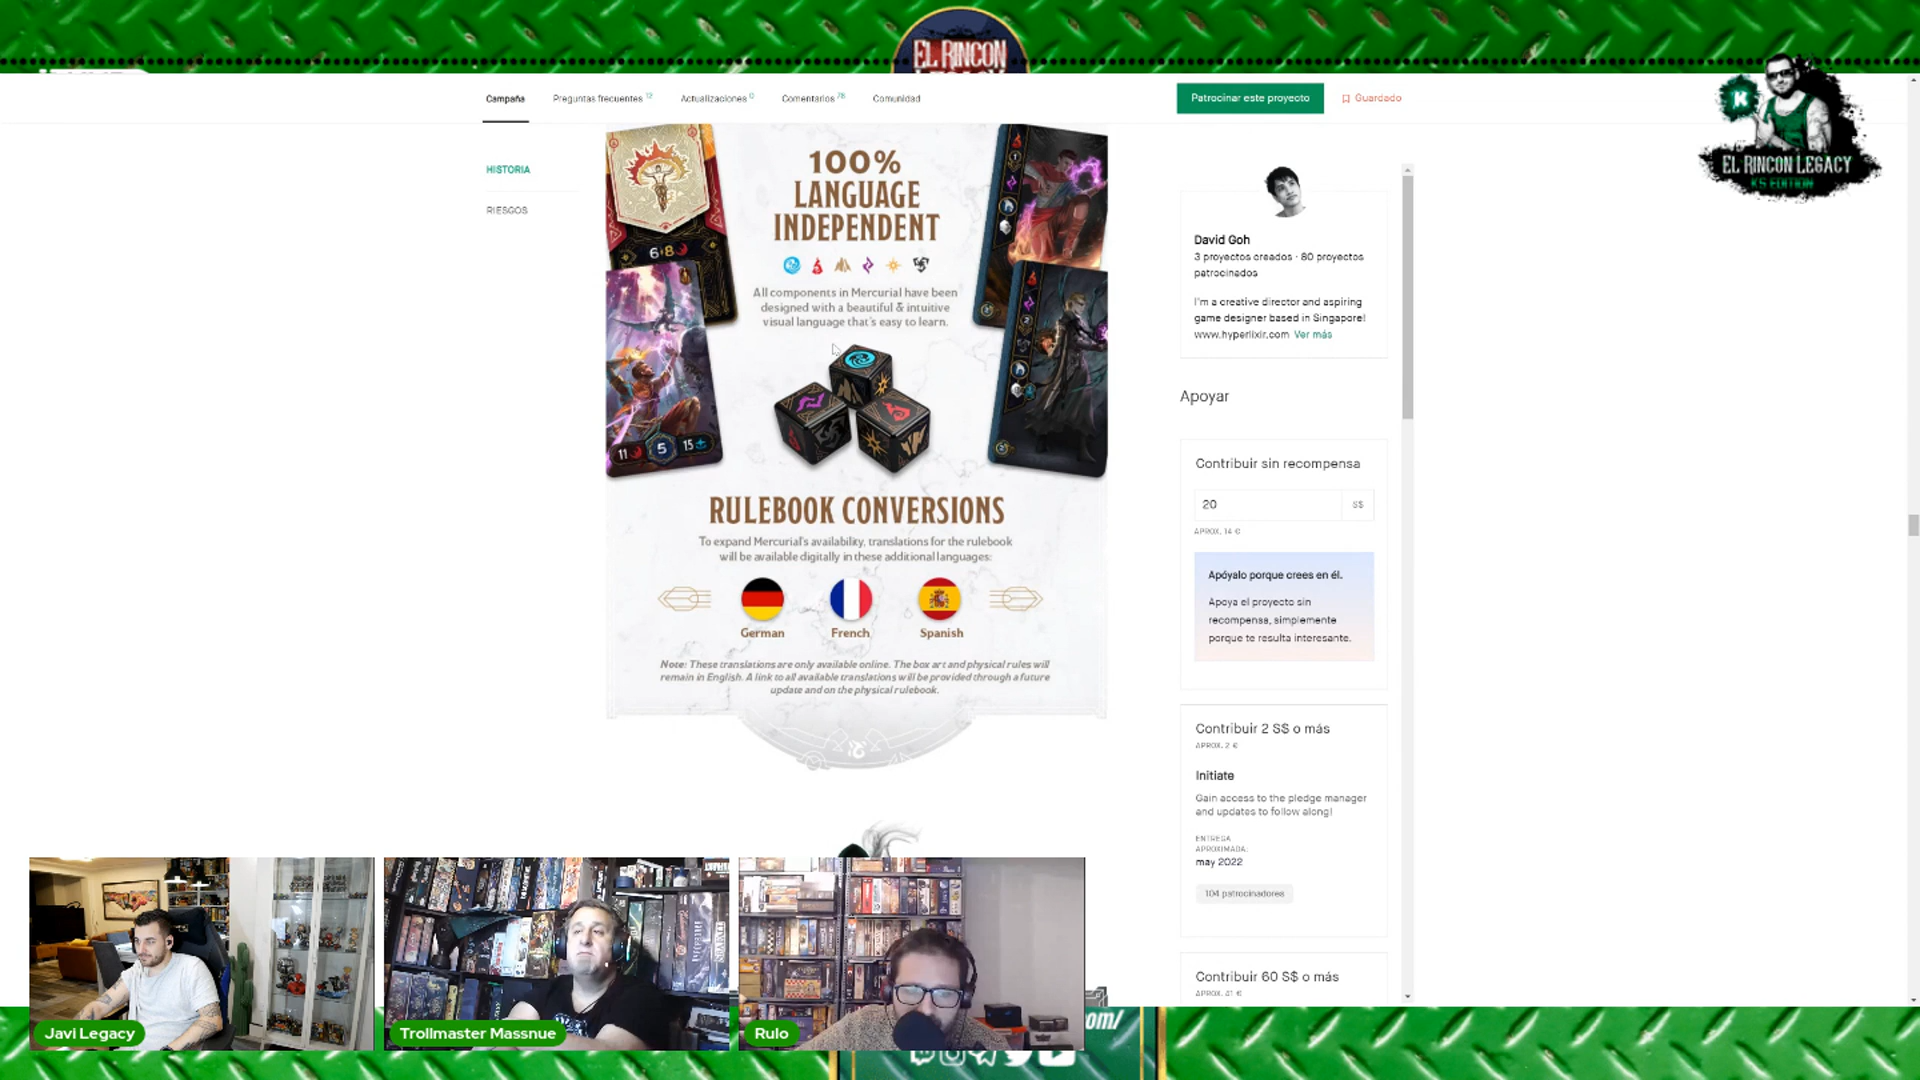 EL RINCON
Campaña
Preguntas frecuentes 12
Actualizaciones 0
Comentarios 78
Comunidad
Patrocinar este proyecto
Guardado
K
EL RINCON LEGACY
KS EDITION
HISTORIA
RIESGOS
100%
LANGUAGE
INDEPENDENT
All components in Mercurial have been
designed with a beautiful & intuitive
visual language that's easy to learn.
6 8
11 5 15
1
2
RULEBOOK CONVERSIONS
To expand Mercurial's availability, translations for the rulebook
will be available digitally in these additional languages:
German
French
Spanish
Note: These translations are only available online. The box art and physical rules will
remain in English. A link to all available translations will be provided through a future
update and on the physical rulebook.
David Goh
3 proyectos creados · 80 proyectos
patrocinados
I'm a creative director and aspiring
game designer based in Singapore!
www.hyperlixir.com Ver más
Apoyar
Contribuir sin recompensa
20 S$
APROX. 14 €
Apóyalo porque crees en él.
Apoya el proyecto sin
recompensa, simplemente
porque te resulta interesante.
Contribuir 2 S$ o más
APROX. 2 €
Initiate
Gain access to the pledge manager
and updates to follow along!
ENTREGA
APROXIMADA:
may 2022
104 patrocinadores
Contribuir 60 S$ o más
APROX. 41 €
Javi Legacy
Trollmaster Massnue
Rulo
com/